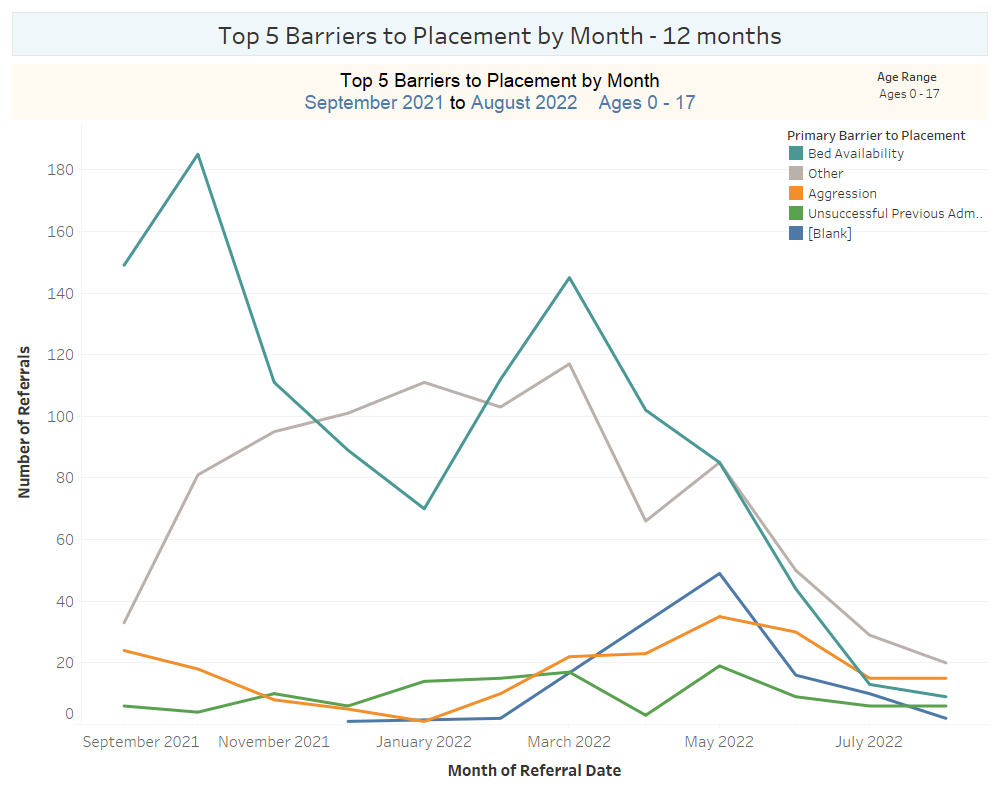 Top 5 Barriers to Placement by Month - 12 months
Top 5 Barriers to Placement by Month
September 2021 to August 2022 Ages 0 - 17
Age Range
Ages 0 - 17
Primary Barrier to Placement
Bed Availability
Other
Aggression
Unsuccessful Previous Adm..
[Blank]
Number of Referrals
180
160
140
120
100
80
60
40
20
0
September 2021 November 2021 January 2022 March 2022 May 2022 July 2022
Month of Referral Date